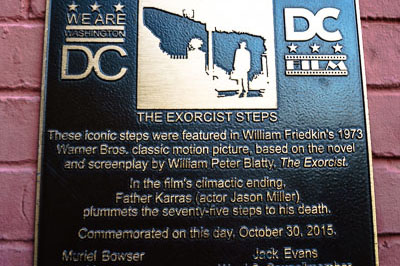 WE ARE
WASHINGTON
DC
DC
FILM
THE EXORCIST STEPS
These iconic steps were featured in William Friedkin's 1973
Warner Bros. classic motion picture, based on the novel
and screenplay by William Peter Blatty, The Exorcist.
In the film's climactic ending,
Father Karras (actor Jason Miller)
plummets the seventy-five steps to his death.
Commemorated on this day, October 30, 2015.
Muriel Bowser
Jack Evans